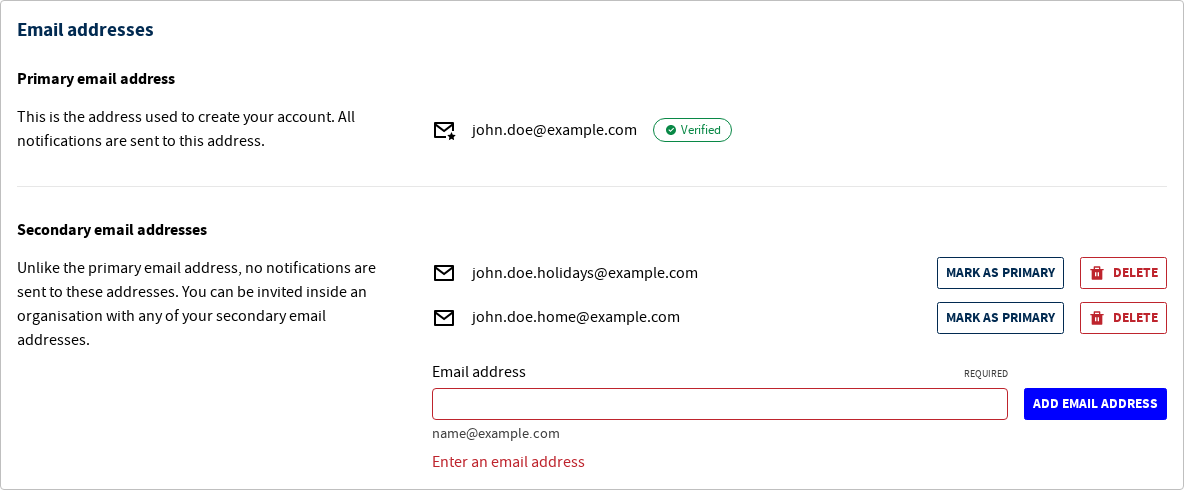 Email addresses
Primary email address
This is the address used to create your account. All
notifications are sent to this address.
john.doe@example.com
Verified
Secondary email addresses
Unlike the primary email address, no notifications are
sent to these addresses. You can be invited inside an
organisation with any of your secondary email
addresses.
john.doe.holidays@example.com
MARK AS PRIMARY
DELETE
john.doe.home@example.com
MARK AS PRIMARY
DELETE
Email address
REQUIRED
ADD EMAIL ADDRESS
name@example.com
Enter an email address